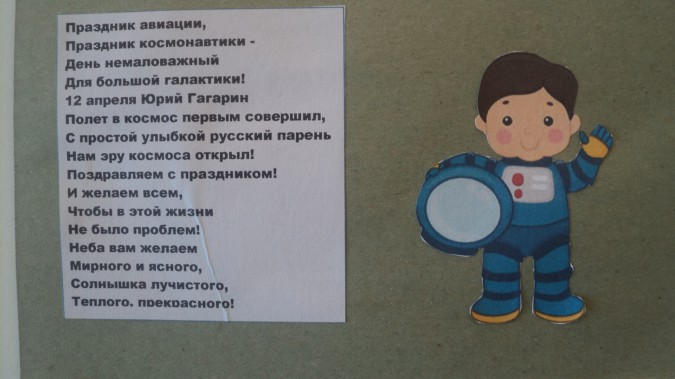 Праздник авиации,
Праздник космонавтики -
День немаловажный
Для большой галактики!
12 апреля Юрий Гагарин
Полет в космос первым совершил,
С простой улыбкой русский парень
Нам эру космоса открыл!
Поздравляем с праздником!
И желаем всем,
Чтобы в этой жизни
Не было проблем!
Неба вам желаем
Мирного и ясного,
Солнышка лучистого,
Теплого, прекрасного!